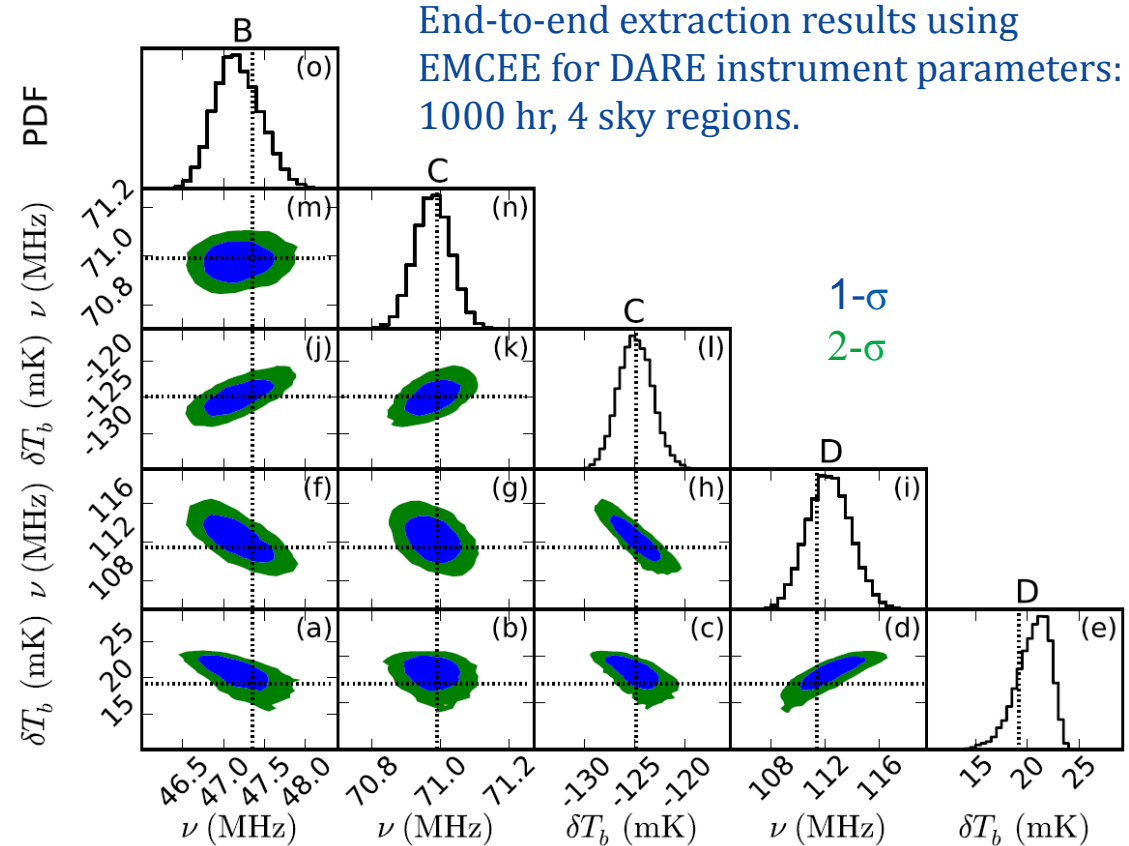 End-to-end extraction results using
EMCEE for DARE instrument parameters:
1000 hr, 4 sky regions.
B
(o)
PDF
C
71.2
71.0
70.8
ν (MHz)
(m)
(n)
1-σ
2-σ
C
-120
-125
-130
δT_b (mK)
(j)
(k)
(l)
D
116
112
108
ν (MHz)
(f)
(g)
(h)
(i)
D
25
20
15
δT_b (mK)
(a)
(b)
(c)
(d)
(e)
46.5 47.0 47.5 48.0
70.8 71.0 71.2
-130 -125 -120
108 112 116
15 20 25
ν (MHz)
ν (MHz)
δT_b (mK)
ν (MHz)
δT_b (mK)